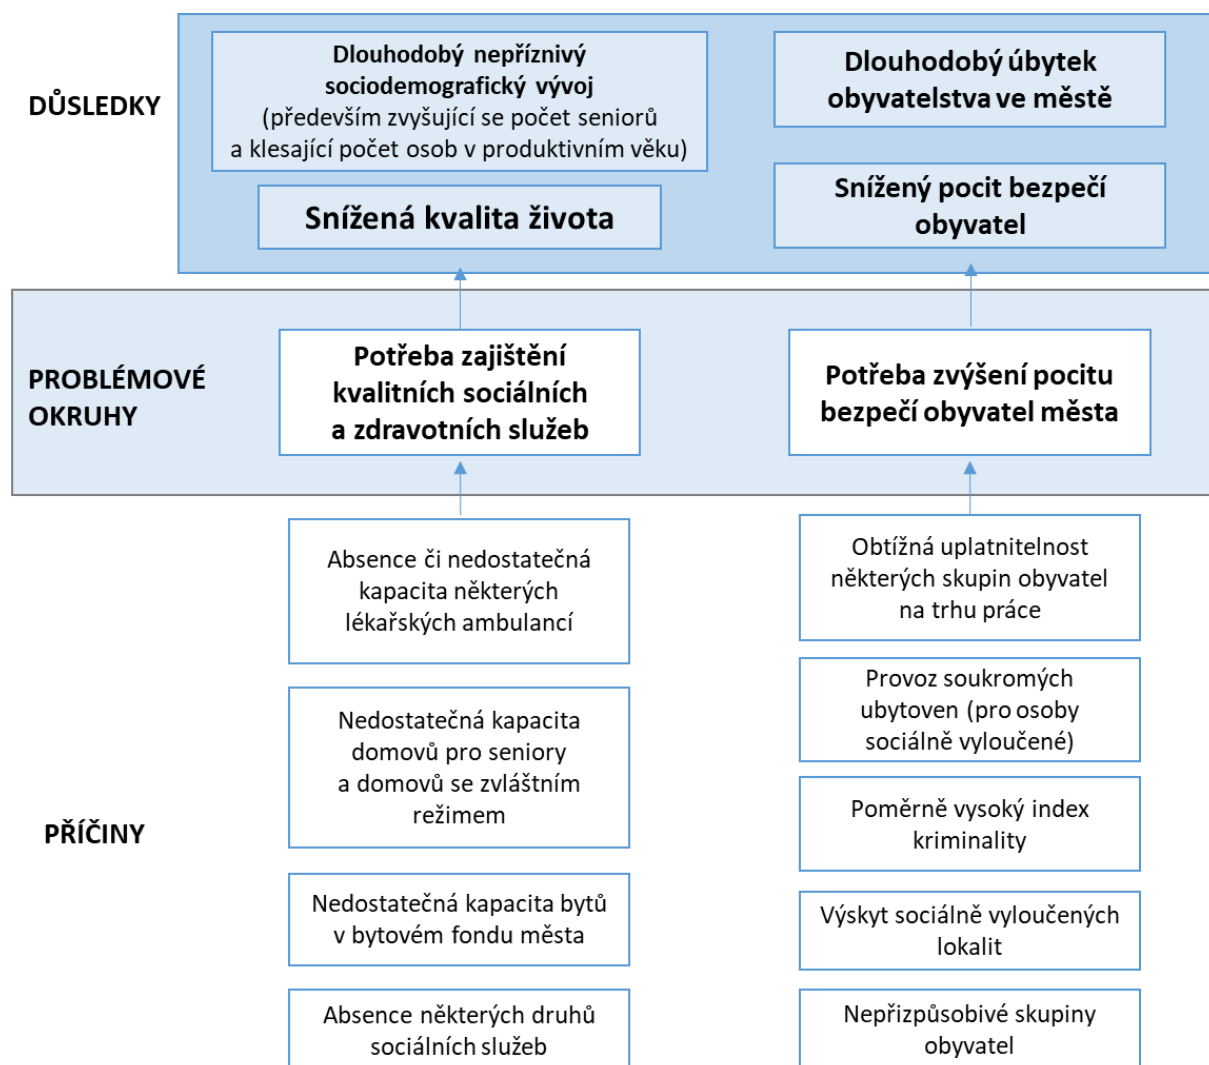 DŮSLEDKY
Dlouhodobý nepříznivý
sociodemografický vývoj
(především zvyšující se počet seniorů
a klesající počet osob v produktivním věku)
Snížená kvalita života
Dlouhodobý úbytek
obyvatelstva ve městě
Snížený pocit bezpečí
obyvatel
PROBLÉMOVÉ
OKRUHY
Potřeba zajištění
kvalitních sociálních
a zdravotních služeb
Potřeba zvýšení pocitu
bezpečí obyvatel města
PŘÍČINY
Absence či nedostatečná
kapacita některých
lékařských ambulancí
Nedostatečná kapacita
domovů pro seniory
a domovů se zvláštním
režimem
Nedostatečná kapacita bytů
v bytovém fondu města
Absence některých druhů
sociálních služeb
Obtížná uplatnitelnost
některých skupin obyvatel
na trhu práce
Provoz soukromých
ubytoven (pro osoby
sociálně vyloučené)
Poměrně vysoký index
kriminality
Výskyt sociálně vyloučených
lokalit
Nepřizpůsobivé skupiny
obyvatel